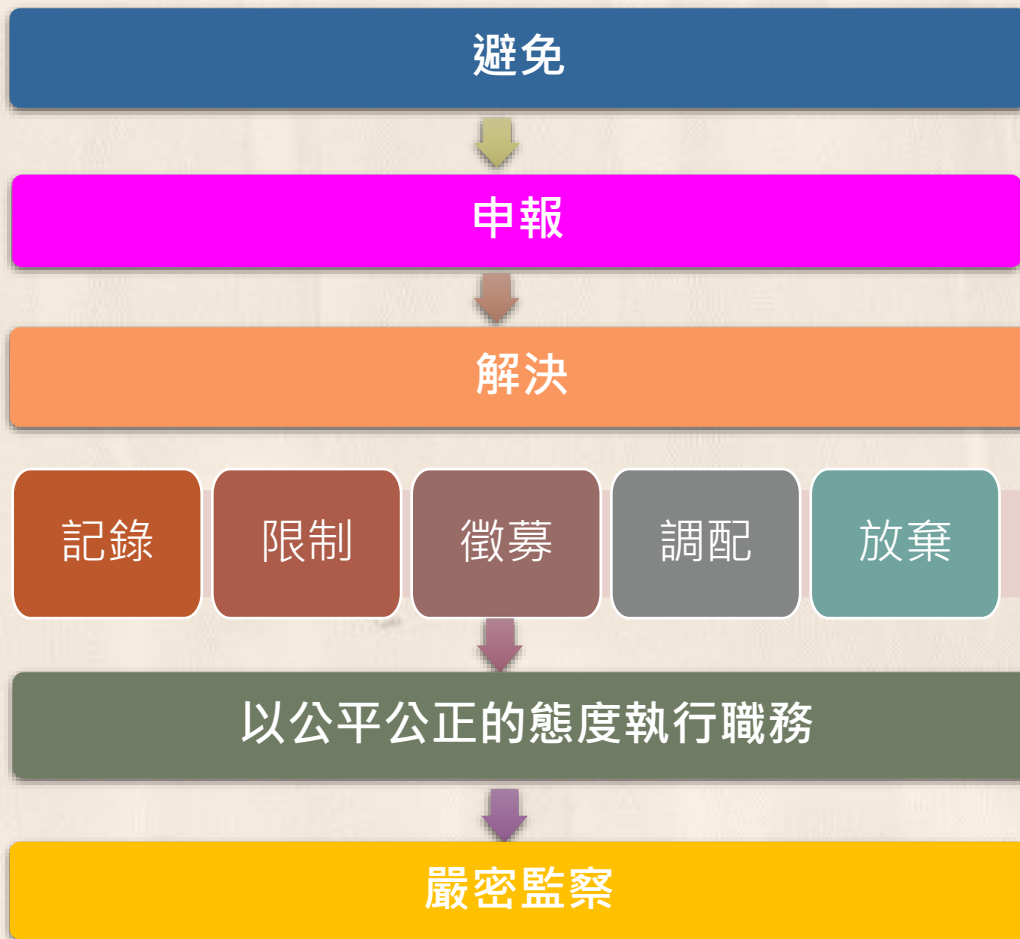 避免
申報
解決
記錄 限制 徵募 調配 放棄
以公平公正的態度執行職務
嚴密監察